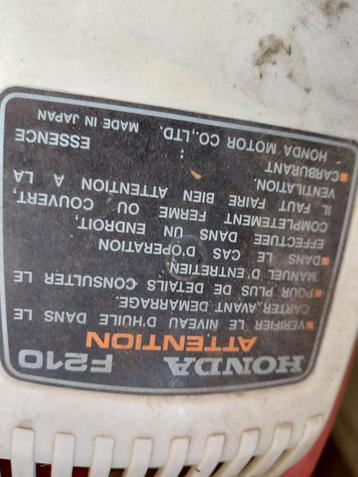 HONDA F210
ATTENTION
VERIFIER LE NIVEAU D'HUILE DANS LE
CARTER, AVANT DEMARRAGE.
POUR PLUS DE DETAILS CONSULTER LE
MANUEL D'ENTRETIEN.
DANS LE CAS D'OPERATION
EFFECTUEE DANS UN ENDROIT,
COMPLETEMENT FERME OU COUVERT,
IL FAUT FAIRE BIEN ATTENTION A LA
VENTILATION.
CARBURANT : ESSENCE
HONDA MOTOR CO.,LTD. MADE IN JAPAN